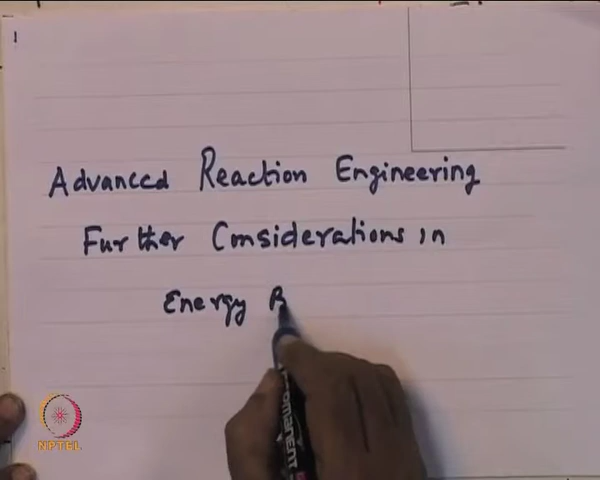 1
Advanced Reaction Engineering
Further Considerations in
Energy B
NPTEL